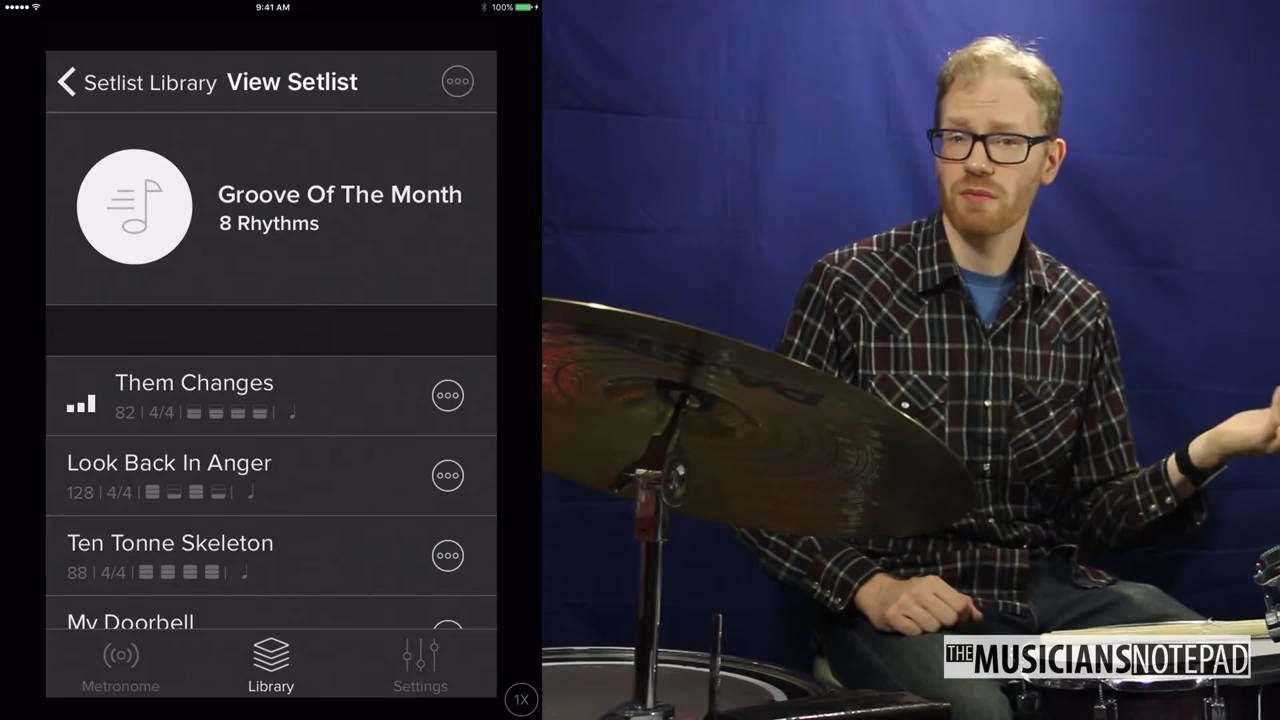 9:41 AM
100%
Setlist Library View Setlist
Groove Of The Month
8 Rhythms
Them Changes
82 | 4/4 |
Look Back In Anger
128 | 4/4 |
Ten Tonne Skeleton
88 | 4/4 |
My Doorbell
Metronome Library Settings
1X
THE MUSICIANSNOTEPAD